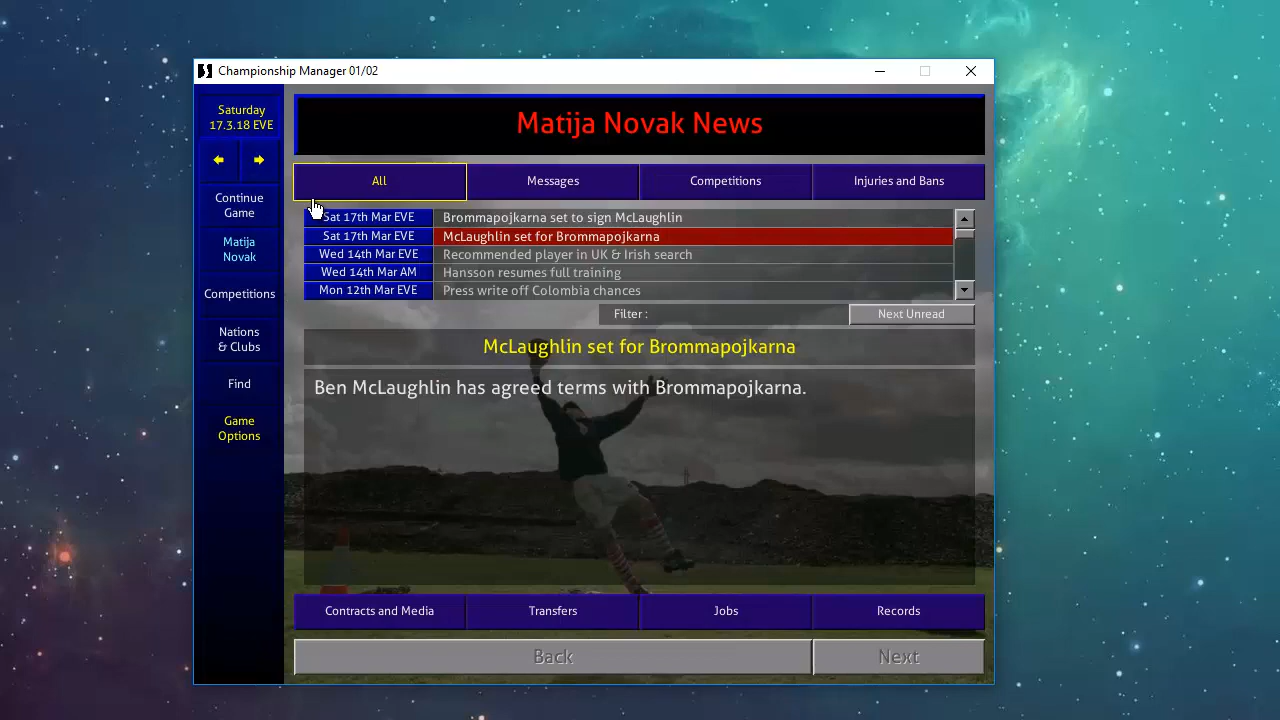 Championship Manager 01/02
Saturday
17.3.18 EVE
Continue
Game
Matija
Novak
Competitions
Nations
& Clubs
Find
Game
Options
Matija Novak News
All
Messages
Competitions
Injuries and Bans
Sat 17th Mar EVE Brommapojkarna set to sign McLaughlin
Sat 17th Mar EVE McLaughlin set for Brommapojkarna
Wed 14th Mar EVE Recommended player in UK & Irish search
Wed 14th Mar AM Hansson resumes full training
Mon 12th Mar EVE Press write off Colombia chances
Filter :
Next Unread
McLaughlin set for Brommapojkarna
Ben McLaughlin has agreed terms with Brommapojkarna.
Contracts and Media
Transfers
Jobs
Records
Back
Next